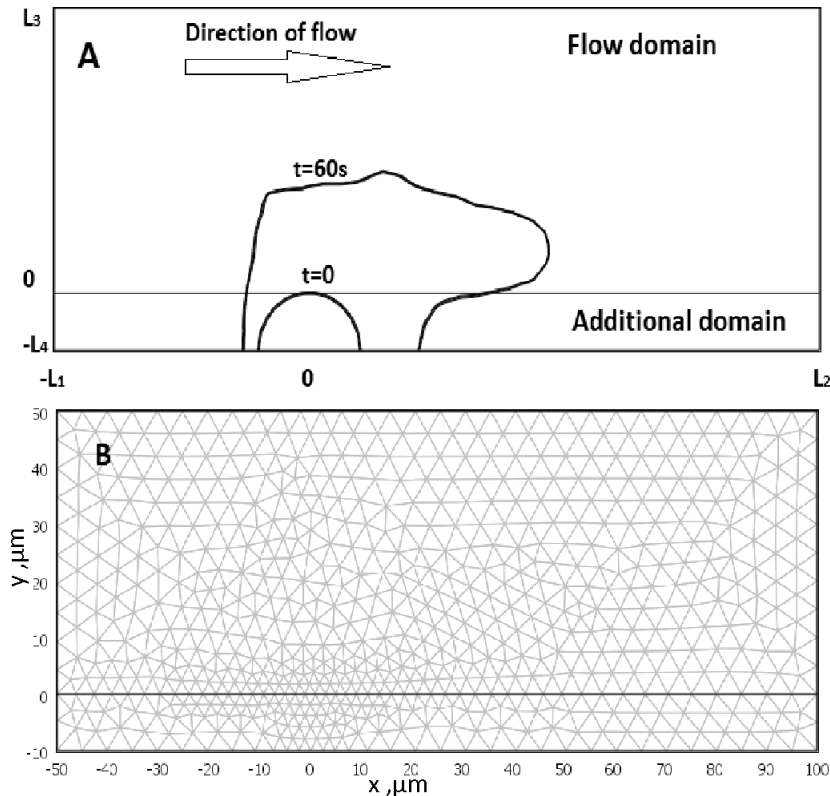 L₃
A
Direction of flow
Flow domain
t=60s
0
t=0
Additional domain
-L₄
-L₁
0
L₂
50
B
40
30
20
10
0
-10
y ,µm
-50 -40 -30 -20 -10 0 10 20 30 40 50 60 70 80 90 100
x ,µm